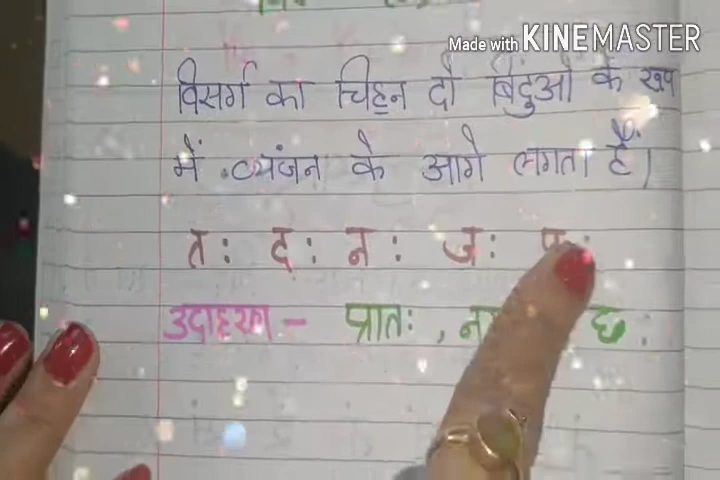 Made with KINEMASTER
विसर्ग का चिह्न दो बिंदुओं के रूप
में व्यंजन के आगे लगता है।
तः दः नः जः
उदाहरण - प्रातः, छः